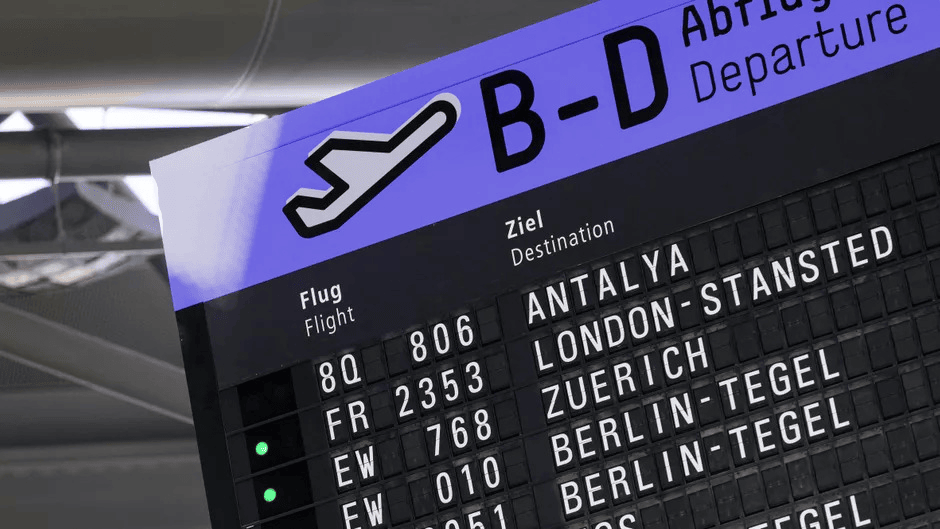 B-D
Abflug
Departure
Ziel
Destination
Flug
Flight
8Q 806 ANTALYA
FR 2353 LONDON-STANSTED
EW 768 ZUERICH
EW 010 BERLIN-TEGEL
BERLIN-TEGEL